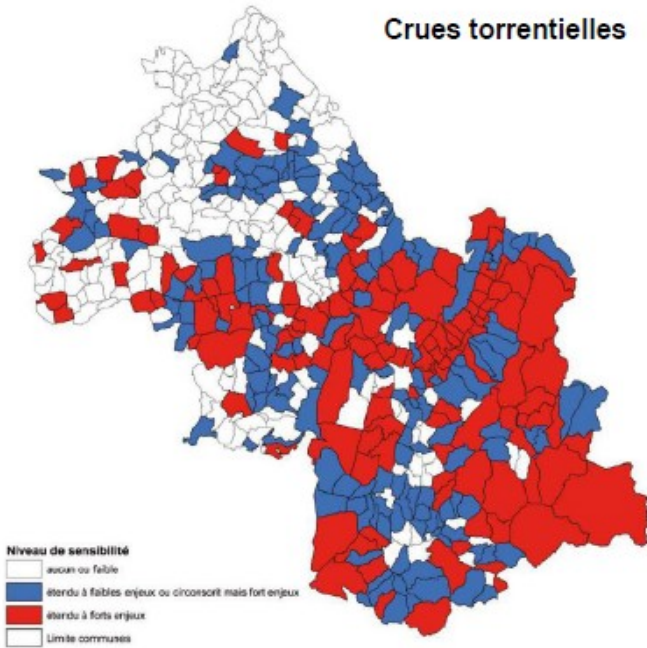 Crues torrentielles
Niveau de sensibilité
aucun ou faible
étendu à faibles enjeux ou circonscrit mais fort enjeux
étendu à forts enjeux
Limite communes